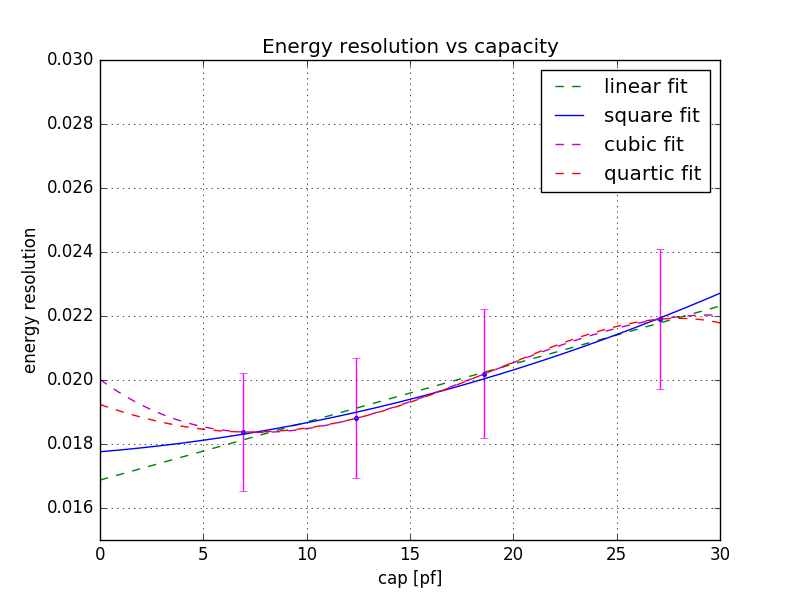 Energy resolution vs capacity
0.030
0.028
0.026
0.024
0.022
0.020
0.018
0.016
energy resolution
linear fit
square fit
cubic fit
quartic fit
0
5
10
15
20
25
30
cap [pf]